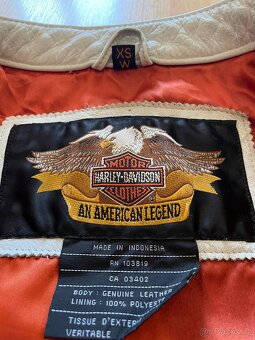 XS
W
MOTOR
HARLEY-DAVIDSON
CLOTHES
®
AN AMERICAN LEGEND
MADE IN INDONESIA
RN 103819
CA 03402
BODY: GENUINE LEATHER
LINING: 100% POLYESTER
TISSUE D'EXTER
VERITABLE